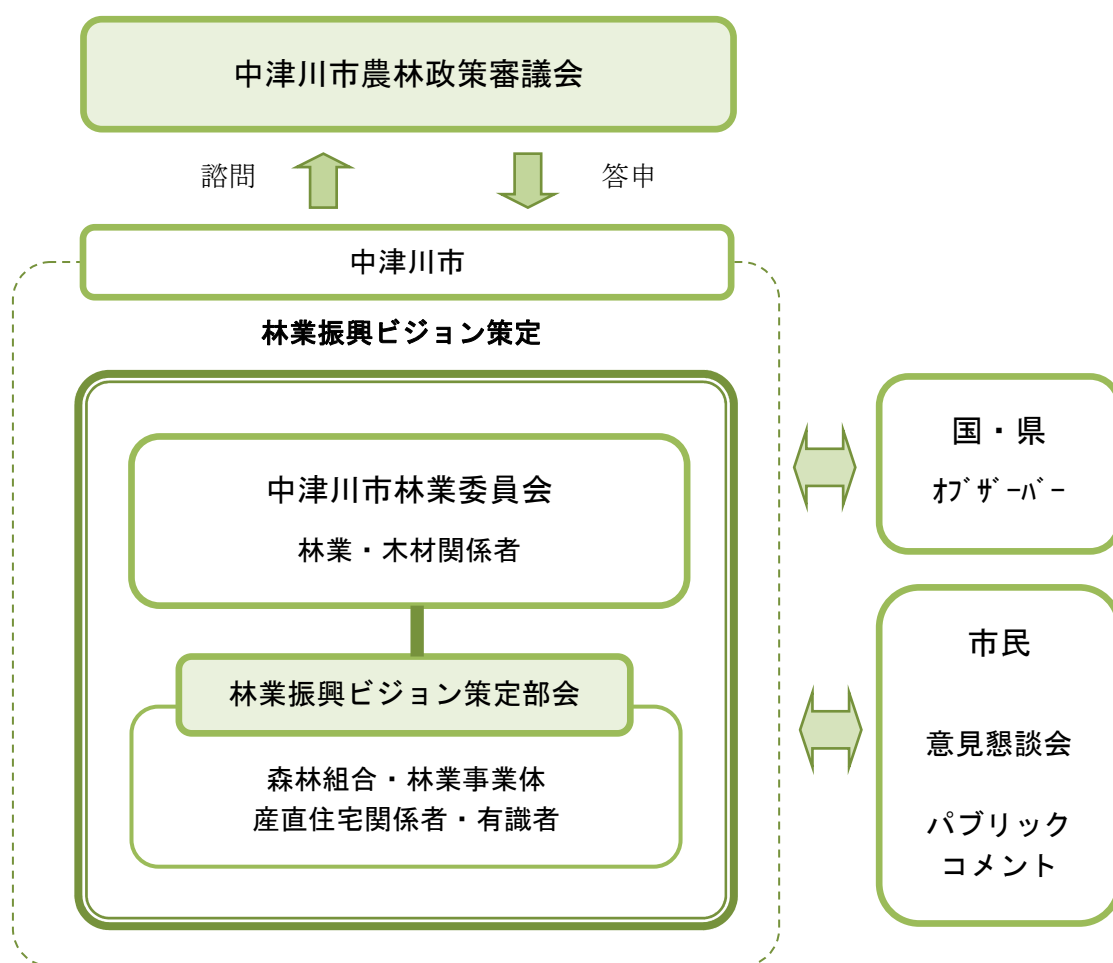 中津川市農林政策審議会
諮問
答申
中津川市
林業振興ビジョン策定
中津川市林業委員会
林業・木材関係者
林業振興ビジョン策定部会
森林組合・林業事業体
産直住宅関係者・有識者
国・県
ｵﾌﾞｻﾞｰﾊﾞｰ
市民
意見懇談会
パブリック
コメント